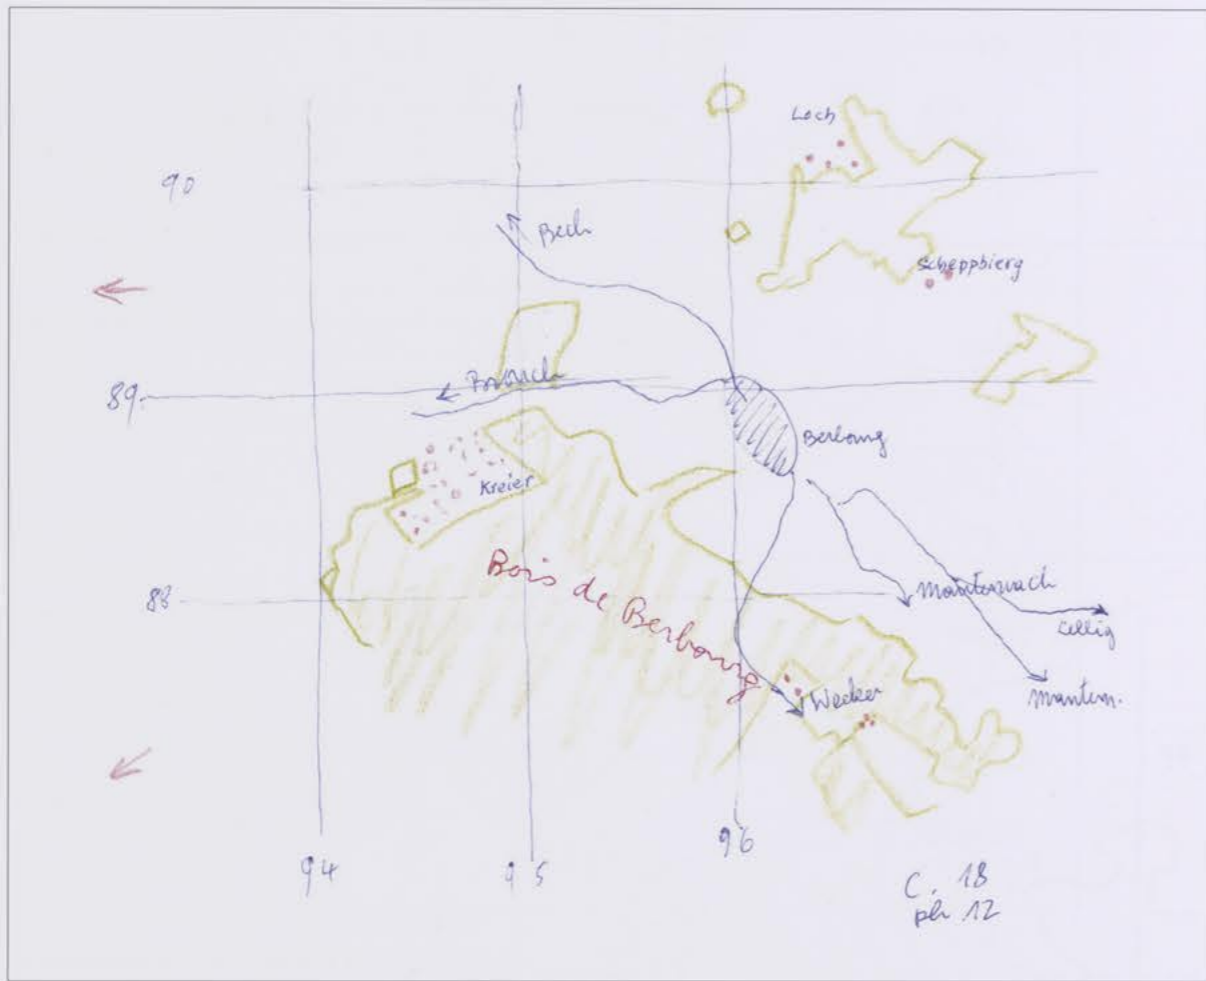 Loch
90
Bech
Scheppbierg
Brouch
89
Berbourg
Kreier
Bois de Berbourg
Manternach
88
Lellig
Wecker
Mantern.
96
94
95
C. 18
ph 12